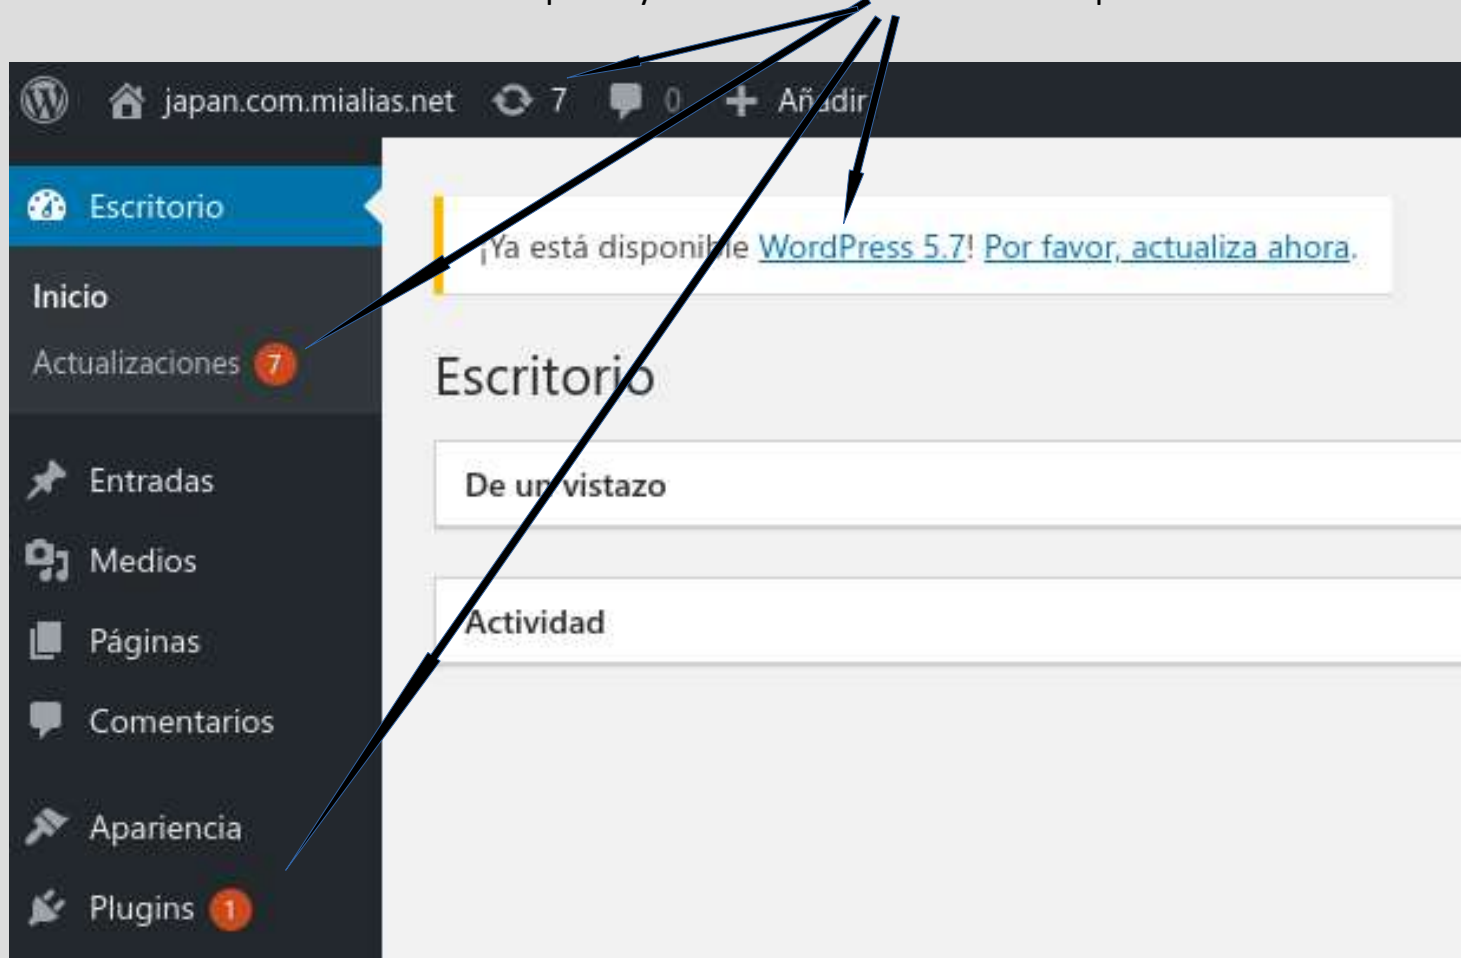 japan.com.mialias.net 7 0 Añadir
Escritorio
¡Ya está disponible WordPress 5.7! Por favor, actualiza ahora.
Inicio
Actualizaciones 7
Escritorio
Entradas
De un vistazo
Medios
Actividad
Páginas
Comentarios
Apariencia
Plugins 1